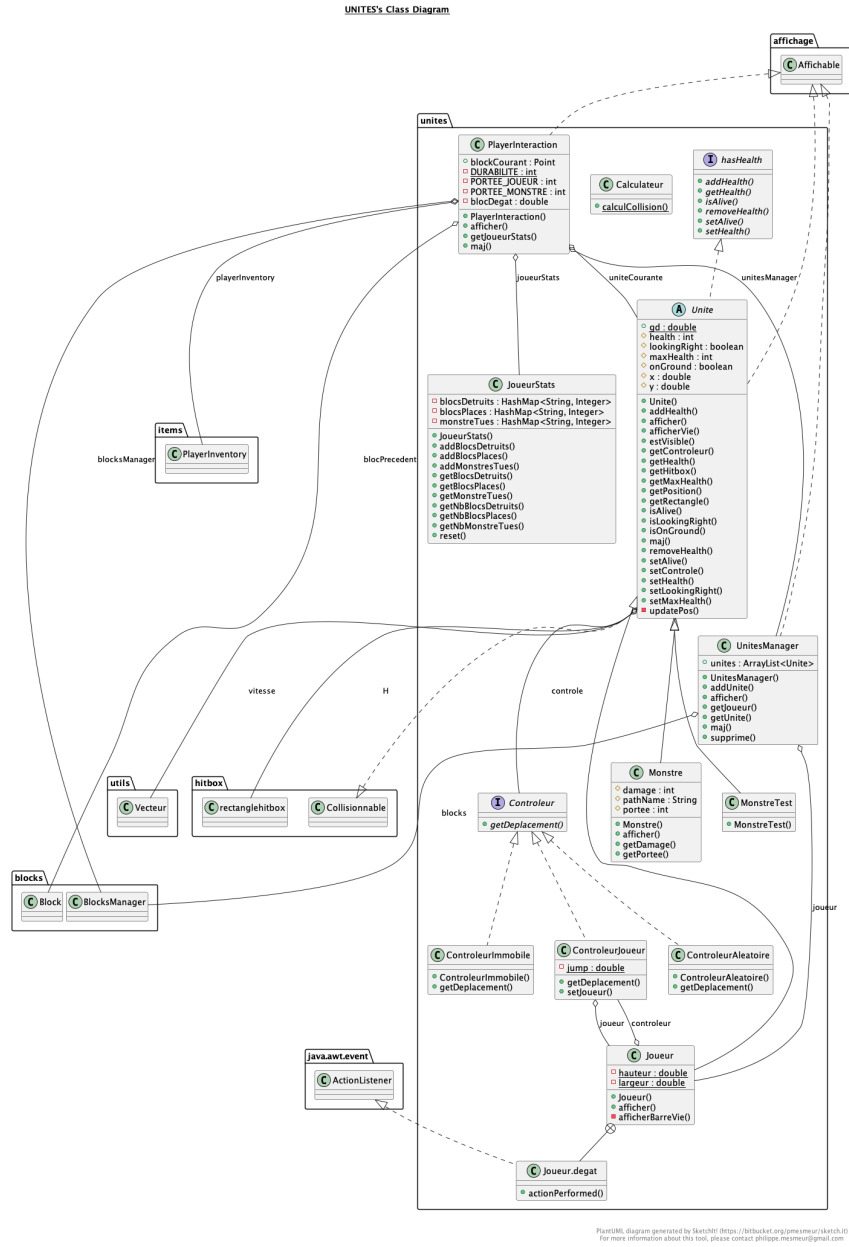 UNITES's Class Diagram
affichage
C Affichable
unites
C PlayerInteraction
blockCourant : Point
DURABILITE : int
PORTEE_JOUEUR : int
PORTEE_MONSTRE : int
blocDegat : double
PlayerInteraction()
afficher()
getJoueurStats()
maj()
C Calculateur
calculCollision()
I hasHealth
addHealth()
getHealth()
isAlive()
removeHealth()
setAlive()
setHealth()
playerInventory
joueurStats
uniteCourante
unitesManager
A Unite
gd : double
health : int
lookingRight : boolean
maxHealth : int
onGround : boolean
x : double
y : double
Unite()
addHealth()
afficher()
afficherVie()
estVisible()
getControleur()
getHealth()
getHitbox()
getMaxHealth()
getPosition()
getRectangle()
isAlive()
isLookingRight()
isOnGround()
maj()
removeHealth()
setAlive()
setControle()
setHealth()
setLookingRight()
setMaxHealth()
updatePos()
C JoueurStats
blocsDetruits : HashMap<String, Integer>
blocsPlaces : HashMap<String, Integer>
monstreTues : HashMap<String, Integer>
JoueurStats()
addBlocsDetruits()
addBlocsPlaces()
addMonstresTues()
getBlocsDetruits()
getBlocsPlaces()
getMonstreTues()
getNbBlocsDetruits()
getNbBlocsPlaces()
getNbMonstreTues()
reset()
items
C PlayerInventory
blocksManager
blocPrecedent
C UnitesManager
unites : ArrayList<Unite>
UnitesManager()
addUnite()
afficher()
getJoueur()
getUnite()
maj()
supprime()
vitesse
H
controle
utils
C Vecteur
hitbox
C rectanglehitbox
C Collisionnable
blocks
I Controleur
getDeplacement()
C Monstre
damage : int
pathName : String
portee : int
Monstre()
afficher()
getDamage()
getPortee()
C MonstreTest
MonstreTest()
blocks
C Block
C BlocksManager
joueur
C ControleurImmobile
ControleurImmobile()
getDeplacement()
C ControleurJoueur
jump : double
getDeplacement()
setJoueur()
C ControleurAleatoire
ControleurAleatoire()
getDeplacement()
joueur
controleur
java.awt.event
C ActionListener
C Joueur
hauteur : double
largeur : double
Joueur()
afficher()
afficherBarreVie()
C Joueur.degat
actionPerformed()
PlantUML diagram generated by SketchIt! (https://bitbucket.org/pmesmeur/sketch.it)
For more information about this tool, please contact philippe.mesmeur@gmail.com